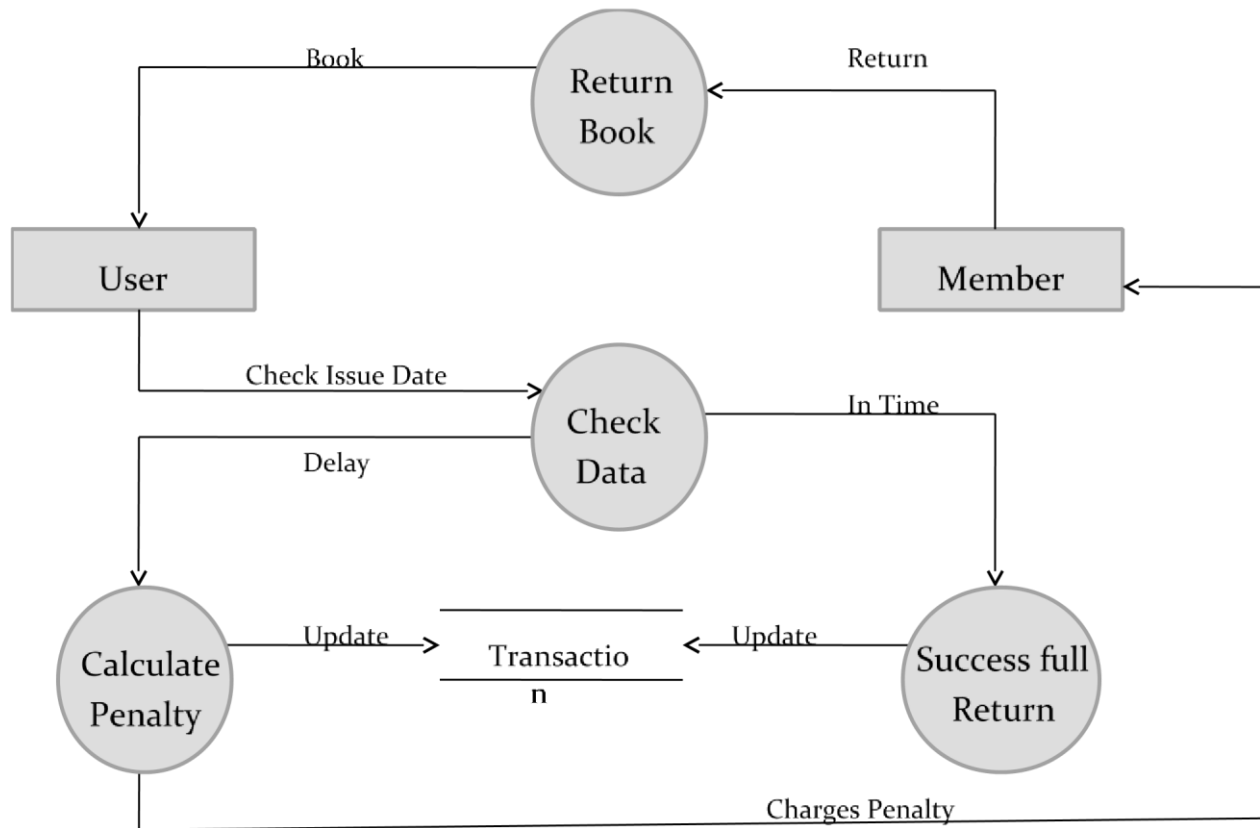 Book
Return
Return
Book
User
Member
Check Issue Date
In Time
Check
Data
Delay
Update
Update
Calculate
Penalty
Transactio
n
Success full
Return
Charges Penalty